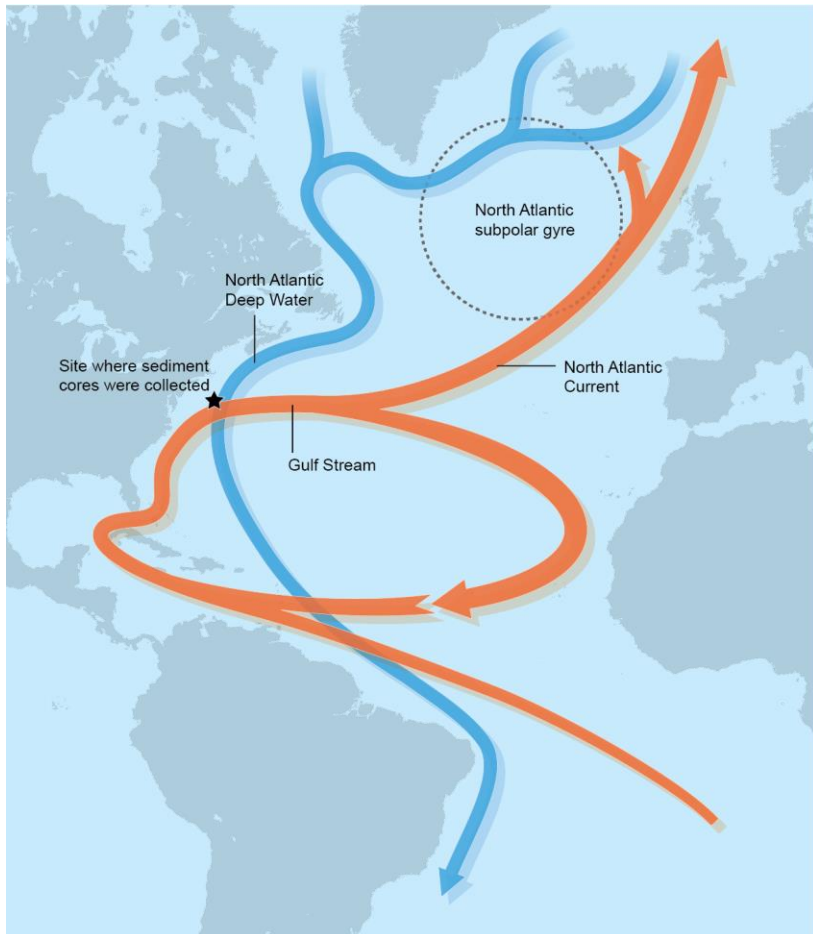 North Atlantic
subpolar gyre
North Atlantic
Deep Water
Site where sediment
cores were collected
North Atlantic
Current
Gulf Stream